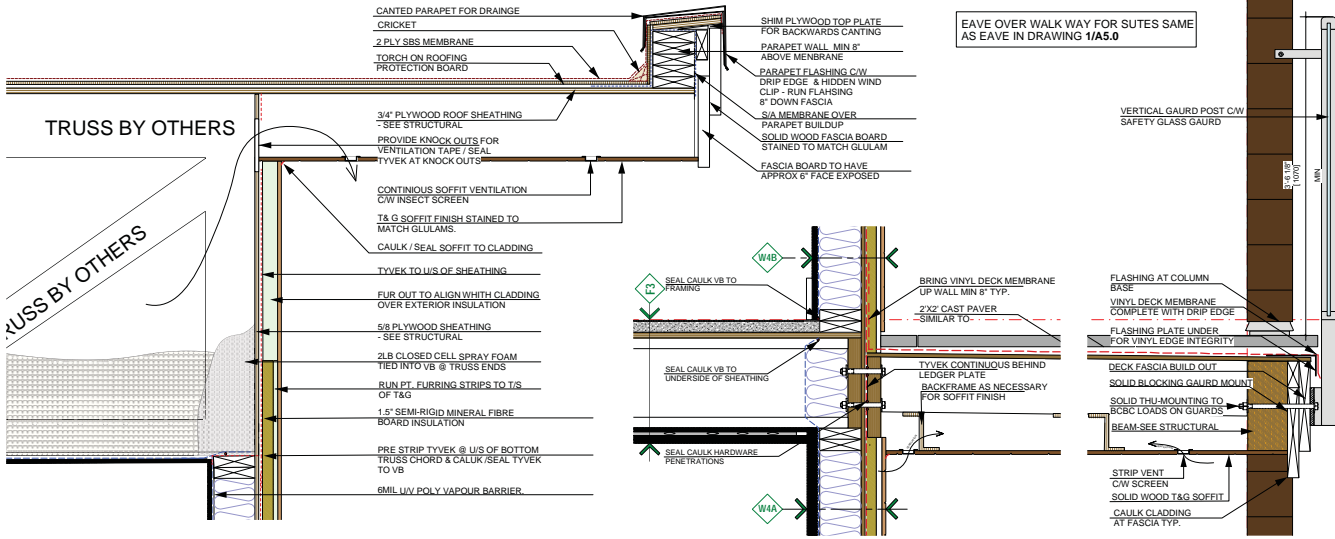 CANTED PARAPET FOR DRAINGE
CRICKET
2 PLY SBS MEMBRANE
TORCH ON ROOFING
PROTECTION BOARD
TRUSS BY OTHERS
3/4" PLYWOOD ROOF SHEATHING
- SEE STRUCTURAL
PROVIDE KNOCK OUTS FOR
VENTILATION TAPE / SEAL
TYVEK AT KNOCK OUTS
CONTINIOUS SOFFIT VENTILATION
C/W INSECT SCREEN
T& G SOFFIT FINISH STAINED TO
MATCH GLULAMS.
CAULK / SEAL SOFFIT TO CLADDING
TYVEK TO U/S OF SHEATHING
FUR OUT TO ALIGN WHITH CLADDING
OVER EXTERIOR INSULATION
5/8 PLYWOOD SHEATHING
- SEE STRUCTURAL
2LB CLOSED CELL SPRAY FOAM
TIED INTO VB @ TRUSS ENDS
RUN PT. FURRING STRIPS TO T/S
OF T&G
1.5" SEMI-RIGID MINERAL FIBRE
BOARD INSULATION
PRE STRIP TYVEK @ U/S OF BOTTOM
TRUSS CHORD & CALUK /SEAL TYVEK
TO VB
6MIL U/V POLY VAPOUR BARRIER.
RUSS BY OTHERS
SHIM PLYWOOD TOP PLATE
FOR BACKWARDS CANTING
PARAPET WALL MIN 8"
ABOVE MENBRANE
PARAPET FLASHING C/W
DRIP EDGE & HIDDEN WIND
CLIP - RUN FLAHSING
8" DOWN FASCIA
S/A MEMBRANE OVER
PARAPET BUILDUP
SOLID WOOD FASCIA BOARD
STAINED TO MATCH GLULAM
FASCIA BOARD TO HAVE
APPROX 6" FACE EXPOSED
EAVE OVER WALK WAY FOR SUTES SAME
AS EAVE IN DRAWING 1/A5.0
VERTICAL GAURD POST C/W
SAFETY GLASS GAURD
3'-6 1/8"
[1070]
MIN
W4B
F3
SEAL CAULK VB TO
FRAMING
SEAL CAULK VB TO
UNDERSIDE OF SHEATHING
SEAL CAULK HARDWARE
PENETRATIONS
W4A
BRING VINYL DECK MEMBRANE
UP WALL MIN 8" TYP.
2'X2' CAST PAVER
SIMILAR TO
TYVEK CONTINUOUS BEHIND
LEDGER PLATE
BACKFRAME AS NECESSARY
FOR SOFFIT FINISH
FLASHING AT COLUMN
BASE
VINYL DECK MEMBRANE
COMPLETE WITH DRIP EDGE
FLASHING PLATE UNDER
FOR VINYL EDGE INTEGRITY
DECK FASCIA BUILD OUT
SOLID BLOCKING GAURD MOUNT
SOLID THU-MOUNTING TO
BCBC LOADS ON GUARDS
BEAM-SEE STRUCTURAL
STRIP VENT
C/W SCREEN
SOLID WOOD T&G SOFFIT
CAULK CLADDING
AT FASCIA TYP.